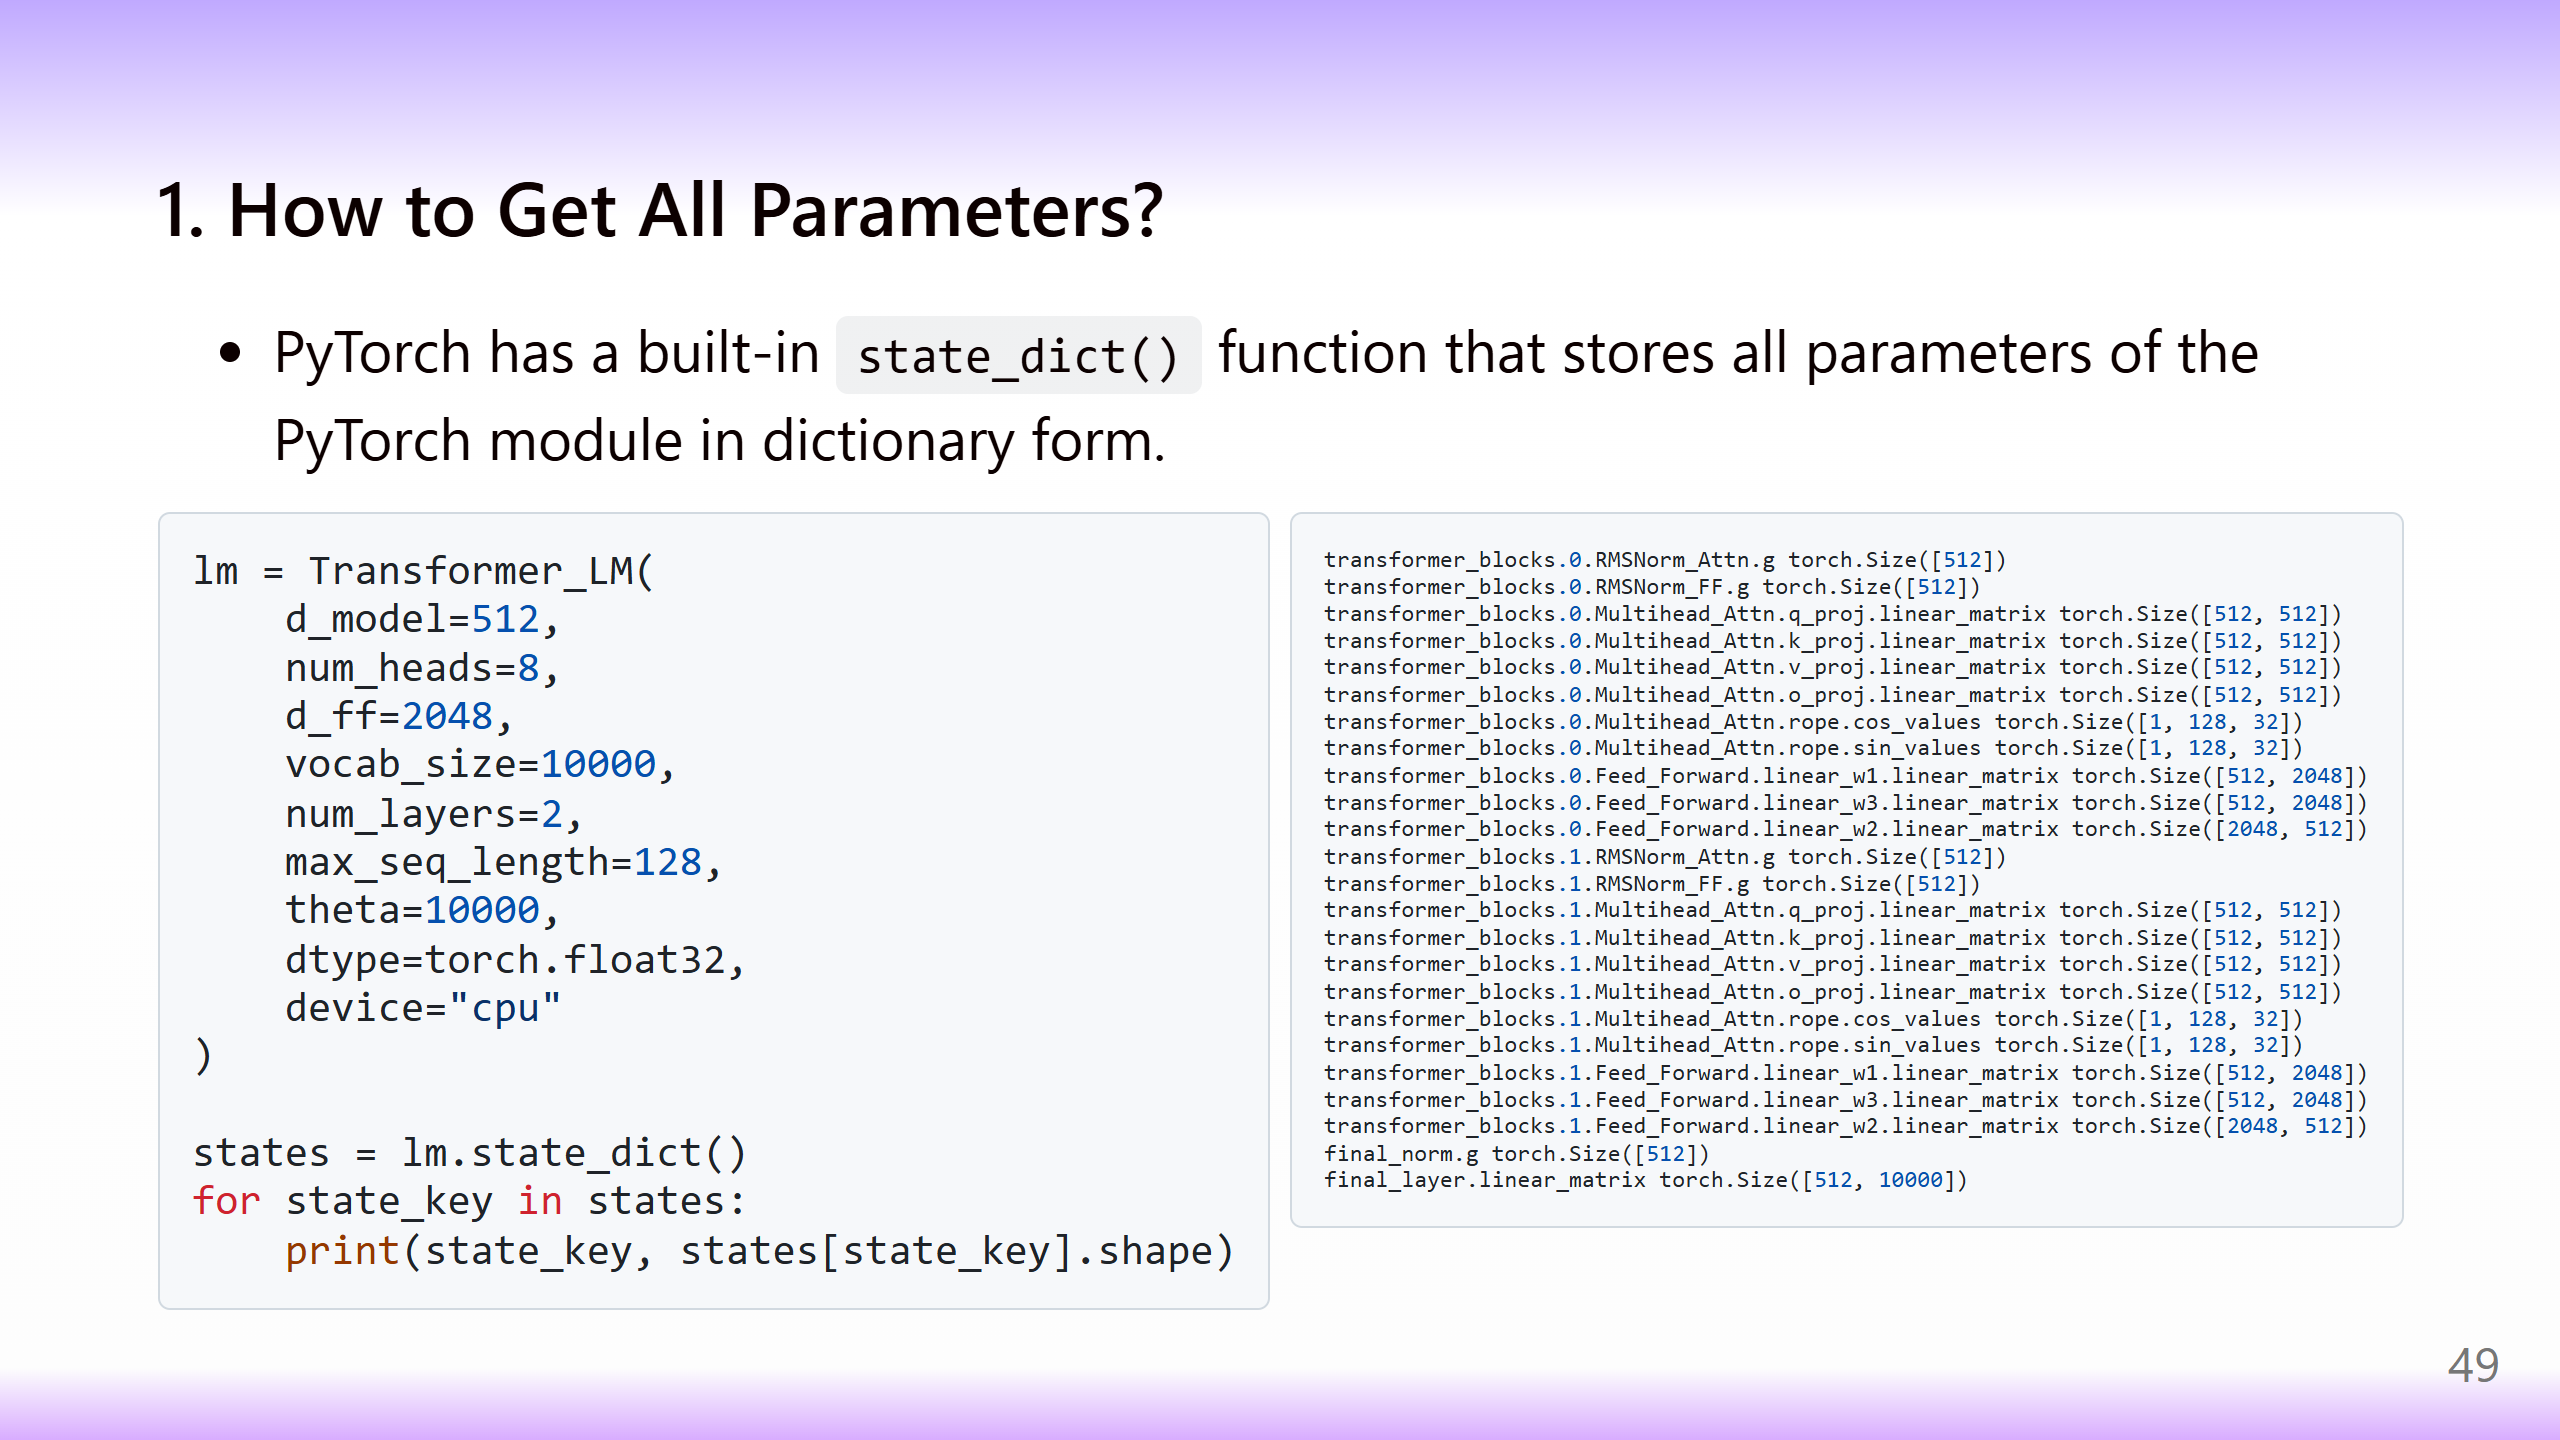 1. How to Get All Parameters?
• PyTorch has a built-in state_dict() function that stores all parameters of the
PyTorch module in dictionary form.
lm = Transformer_LM(
    d_model=512,
    num_heads=8,
    d_ff=2048,
    vocab_size=10000,
    num_layers=2,
    max_seq_length=128,
    theta=10000,
    dtype=torch.float32,
    device="cpu"
)

states = lm.state_dict()
for state_key in states:
    print(state_key, states[state_key].shape)
transformer_blocks.0.RMSNorm_Attn.g torch.Size([512])
transformer_blocks.0.RMSNorm_FF.g torch.Size([512])
transformer_blocks.0.Multihead_Attn.q_proj.linear_matrix torch.Size([512, 512])
transformer_blocks.0.Multihead_Attn.k_proj.linear_matrix torch.Size([512, 512])
transformer_blocks.0.Multihead_Attn.v_proj.linear_matrix torch.Size([512, 512])
transformer_blocks.0.Multihead_Attn.o_proj.linear_matrix torch.Size([512, 512])
transformer_blocks.0.Multihead_Attn.rope.cos_values torch.Size([1, 128, 32])
transformer_blocks.0.Multihead_Attn.rope.sin_values torch.Size([1, 128, 32])
transformer_blocks.0.Feed_Forward.linear_w1.linear_matrix torch.Size([512, 2048])
transformer_blocks.0.Feed_Forward.linear_w3.linear_matrix torch.Size([512, 2048])
transformer_blocks.0.Feed_Forward.linear_w2.linear_matrix torch.Size([2048, 512])
transformer_blocks.1.RMSNorm_Attn.g torch.Size([512])
transformer_blocks.1.RMSNorm_FF.g torch.Size([512])
transformer_blocks.1.Multihead_Attn.q_proj.linear_matrix torch.Size([512, 512])
transformer_blocks.1.Multihead_Attn.k_proj.linear_matrix torch.Size([512, 512])
transformer_blocks.1.Multihead_Attn.v_proj.linear_matrix torch.Size([512, 512])
transformer_blocks.1.Multihead_Attn.o_proj.linear_matrix torch.Size([512, 512])
transformer_blocks.1.Multihead_Attn.rope.cos_values torch.Size([1, 128, 32])
transformer_blocks.1.Multihead_Attn.rope.sin_values torch.Size([1, 128, 32])
transformer_blocks.1.Feed_Forward.linear_w1.linear_matrix torch.Size([512, 2048])
transformer_blocks.1.Feed_Forward.linear_w3.linear_matrix torch.Size([512, 2048])
transformer_blocks.1.Feed_Forward.linear_w2.linear_matrix torch.Size([2048, 512])
final_norm.g torch.Size([512])
final_layer.linear_matrix torch.Size([512, 10000])
49